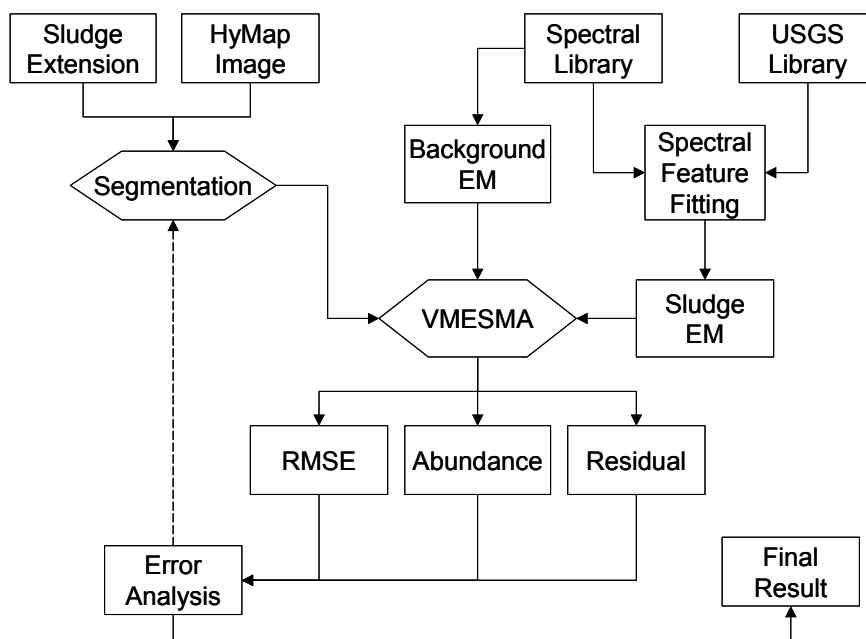 Sludge
Extension
HyMap
Image
Spectral
Library
USGS
Library
Background
EM
Spectral
Feature
Fitting
Segmentation
VMESMA
Sludge
EM
RMSE
Abundance
Residual
Error
Analysis
Final
Result